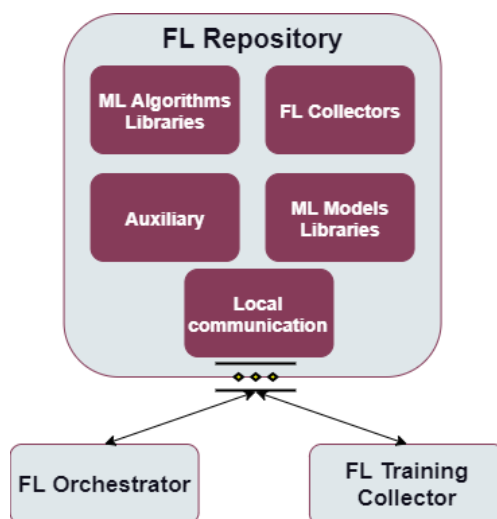 FL Repository
ML Algorithms
Libraries
FL Collectors
Auxiliary
ML Models
Libraries
Local
communication
FL Orchestrator
FL Training
Collector